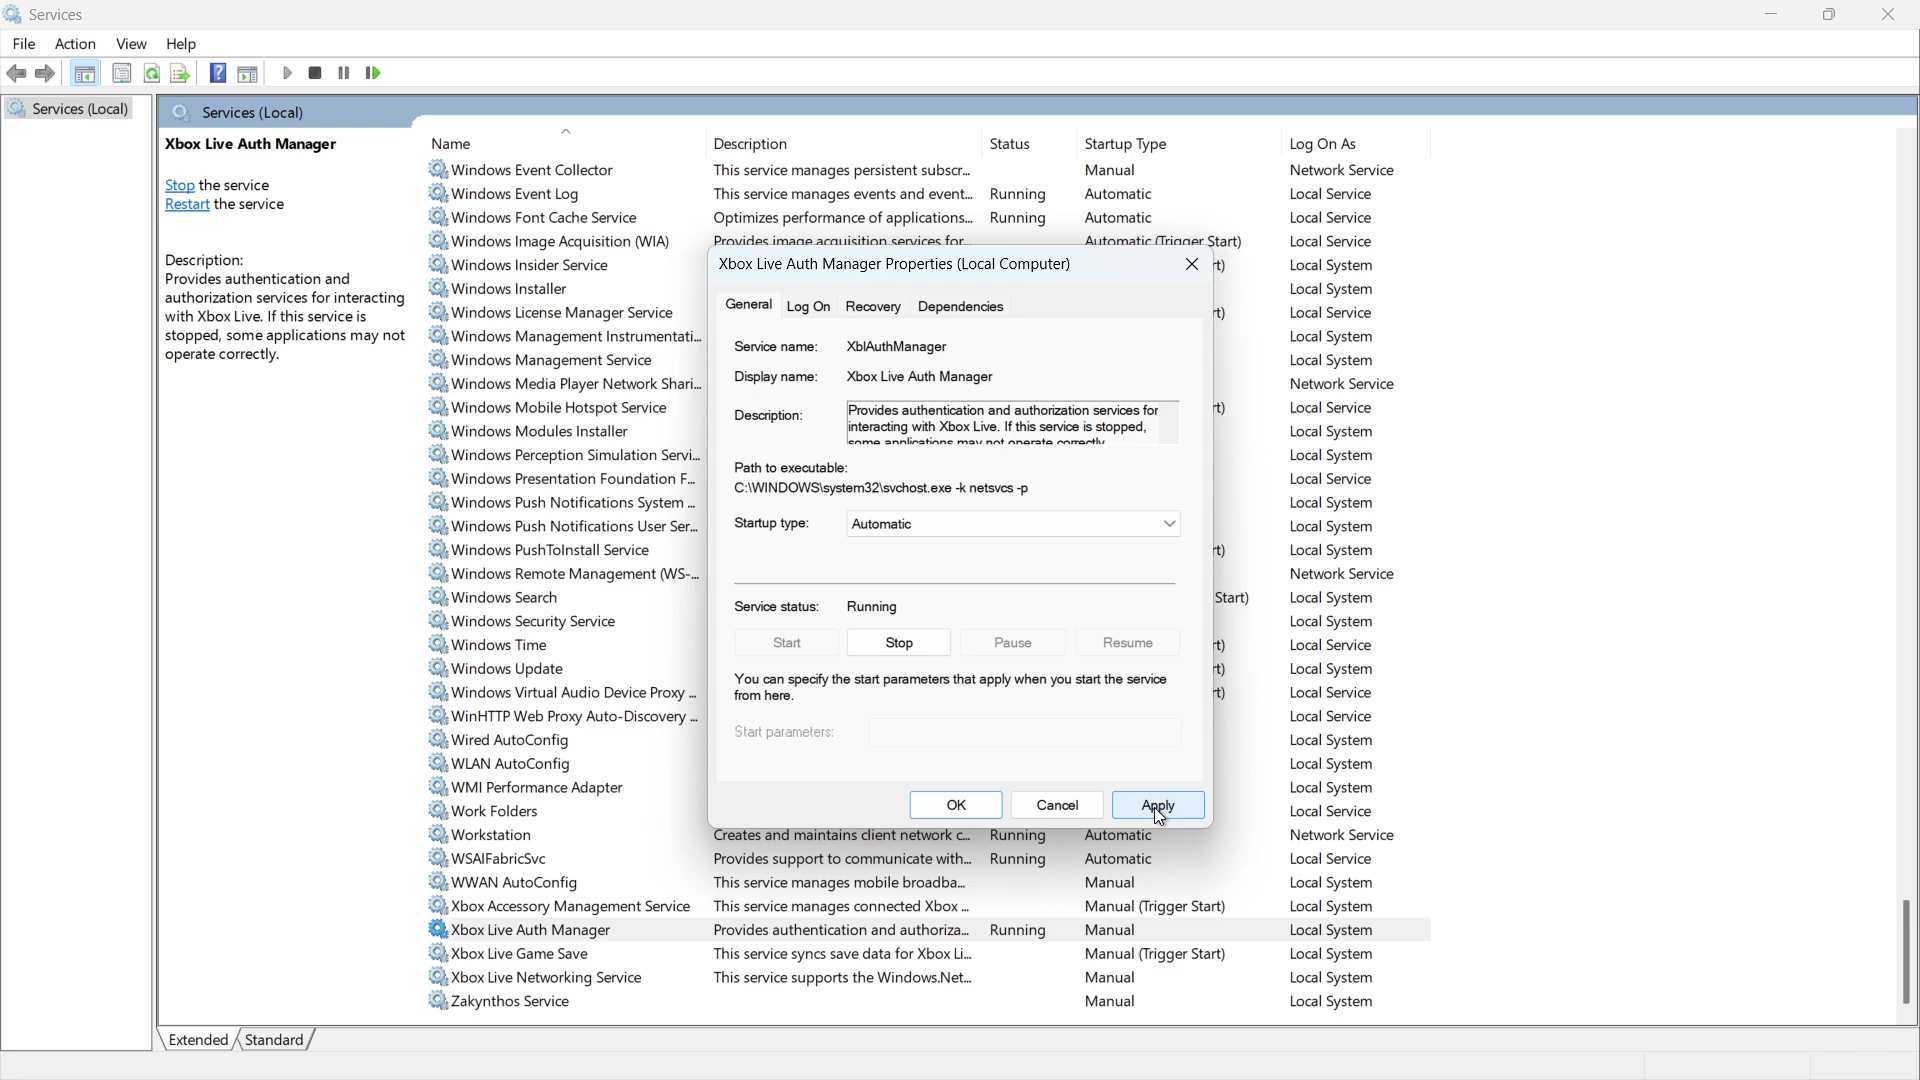 Services
File Action View Help
Services (Local)
Services (Local)
Xbox Live Auth Manager
Stop the service
Restart the service
Description:
Provides authentication and
authorization services for interacting
with Xbox Live. If this service is
stopped, some applications may not
operate correctly.
Name Description Status Startup Type Log On As
Windows Event Collector This service manages persistent subscr... Manual Network Service
Windows Event Log This service manages events and event... Running Automatic Local Service
Windows Font Cache Service Optimizes performance of applications... Running Automatic Local Service
Windows Image Acquisition (WIA) Provides image acquisition services for... Automatic (Trigger Start) Local Service
Windows Insider Service rt) Local System
Windows Installer Local System
Windows License Manager Service rt) Local Service
Windows Management Instrumentati... Local System
Windows Management Service Local System
Windows Media Player Network Shari... Network Service
Windows Mobile Hotspot Service rt) Local Service
Windows Modules Installer Local System
Windows Perception Simulation Servi... Local System
Windows Presentation Foundation F... Local Service
Windows Push Notifications System ... Local System
Windows Push Notifications User Ser... Local System
Windows PushToInstall Service rt) Local System
Windows Remote Management (WS-... Network Service
Windows Search Start) Local System
Windows Security Service Local System
Windows Time rt) Local Service
Windows Update rt) Local System
Windows Virtual Audio Device Proxy ... rt) Local Service
WinHTTP Web Proxy Auto-Discovery ... Local Service
Wired AutoConfig Local System
WLAN AutoConfig Local System
WMI Performance Adapter Local System
Work Folders Local Service
Workstation Creates and maintains client network c... Running Automatic Network Service
WSAIFabricSvc Provides support to communicate with... Running Automatic Local Service
WWAN AutoConfig This service manages mobile broadba... Manual Local System
Xbox Accessory Management Service This service manages connected Xbox ... Manual (Trigger Start) Local System
Xbox Live Auth Manager Provides authentication and authoriza... Running Manual Local System
Xbox Live Game Save This service syncs save data for Xbox Li... Manual (Trigger Start) Local System
Xbox Live Networking Service This service supports the Windows.Net... Manual Local System
Zakynthos Service Manual Local System
Xbox Live Auth Manager Properties (Local Computer)
General Log On Recovery Dependencies
Service name: XblAuthManager
Display name: Xbox Live Auth Manager
Description: Provides authentication and authorization services for
interacting with Xbox Live. If this service is stopped,
some applications may not operate correctly.
Path to executable:
C:\WINDOWS\system32\svchost.exe -k netsvcs -p
Startup type: Automatic
Service status: Running
Start Stop Pause Resume
You can specify the start parameters that apply when you start the service
from here.
Start parameters:
OK Cancel Apply
Extended Standard